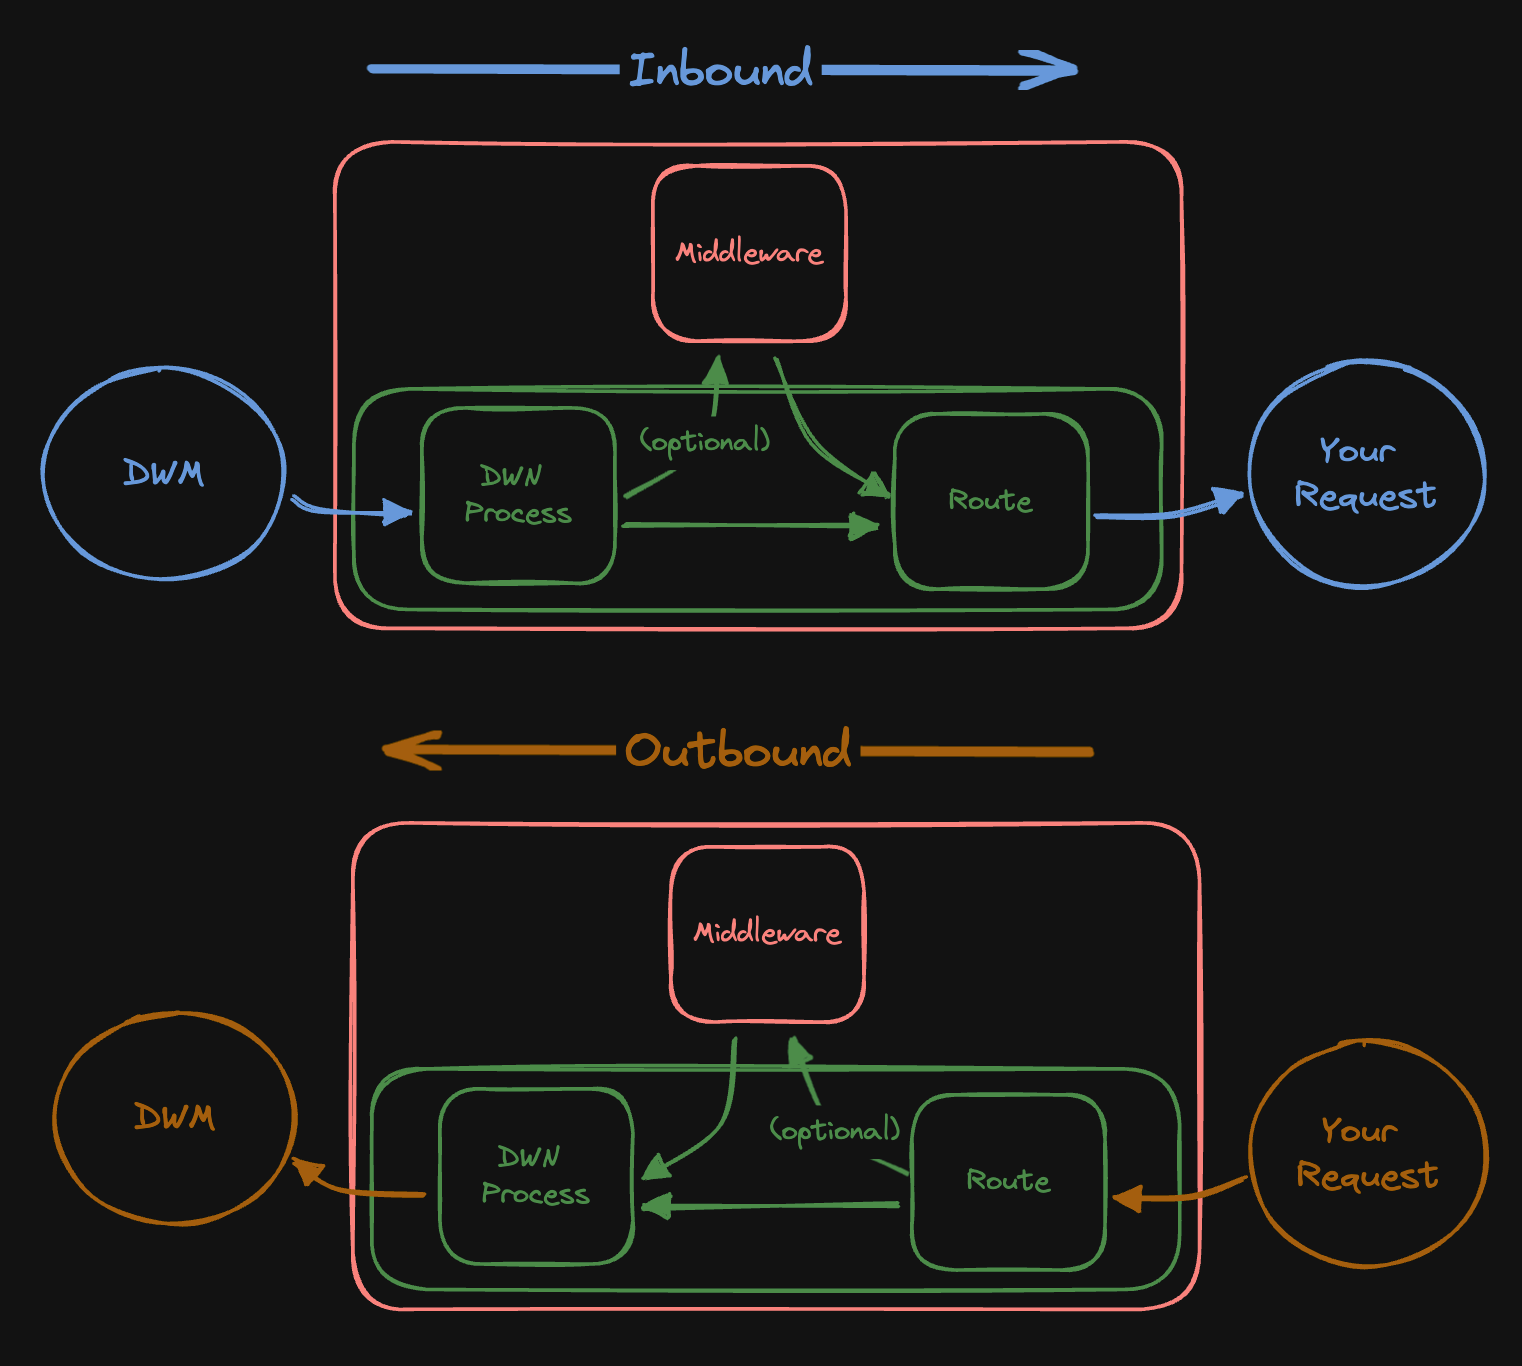 Inbound
Middleware
(optional)
DWM
DWN
Process
Route
Your
Request
Outbound
Middleware
(optional)
DWM
DWN
Process
Route
Your
Request